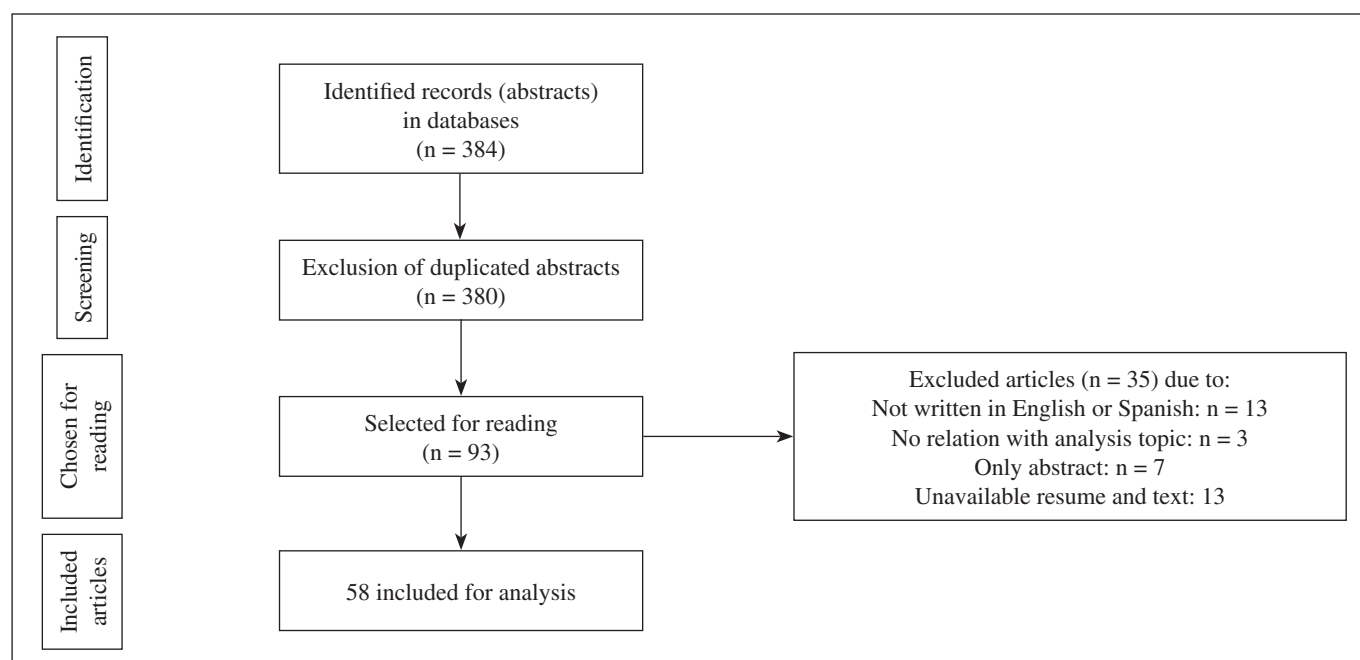 Identification
Identified records (abstracts)
in databases
(n = 384)
Screening
Exclusion of duplicated abstracts
(n = 380)
Chosen for
reading
Selected for reading
(n = 93)
Excluded articles (n = 35) due to:
Not written in English or Spanish: n = 13
No relation with analysis topic: n = 3
Only abstract: n = 7
Unavailable resume and text: 13
Included
articles
58 included for analysis